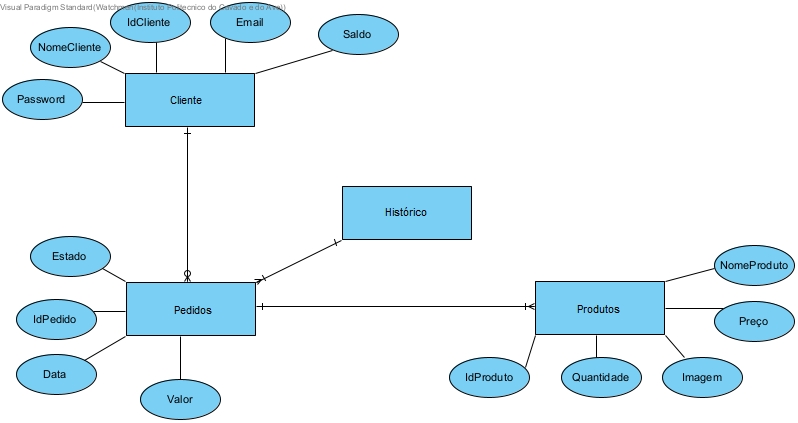 Visual Paradigm Standard(Watchman(Instituto Politecnico do Cavado e do Ave))
IdCliente
Email
NomeCliente
Saldo
Password
Cliente
Histórico
Estado
NomeProduto
IdPedido
Pedidos
Produtos
Preço
Data
IdProduto
Quantidade
Imagem
Valor